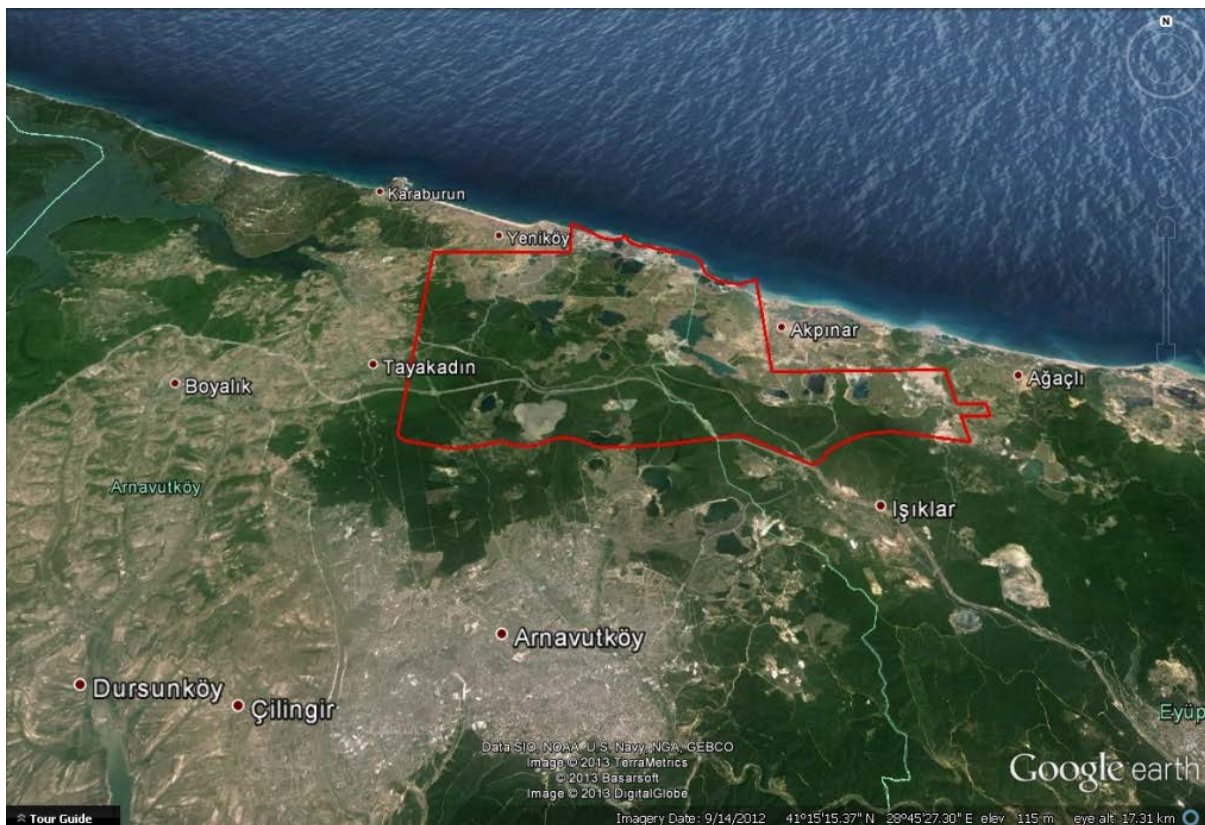 N
Karaburun
Yeniköy
Akpınar
Tayakadın
Ağaçlı
Boyalık
Arnavutköy
Işıklar
Arnavutköy
Dursunköy
Çilingir
Eyüp
Data SIO, NOAA, U.S. Navy, NGA, GEBCO
Image © 2013 TerraMetrics
© 2013 Basarsoft
Image © 2013 DigitalGlobe
Google earth
Tour Guide
Imagery Date: 9/14/2012 41°15'15.37" N 28°45'27.30" E elev 115 m eye alt 17.31 km